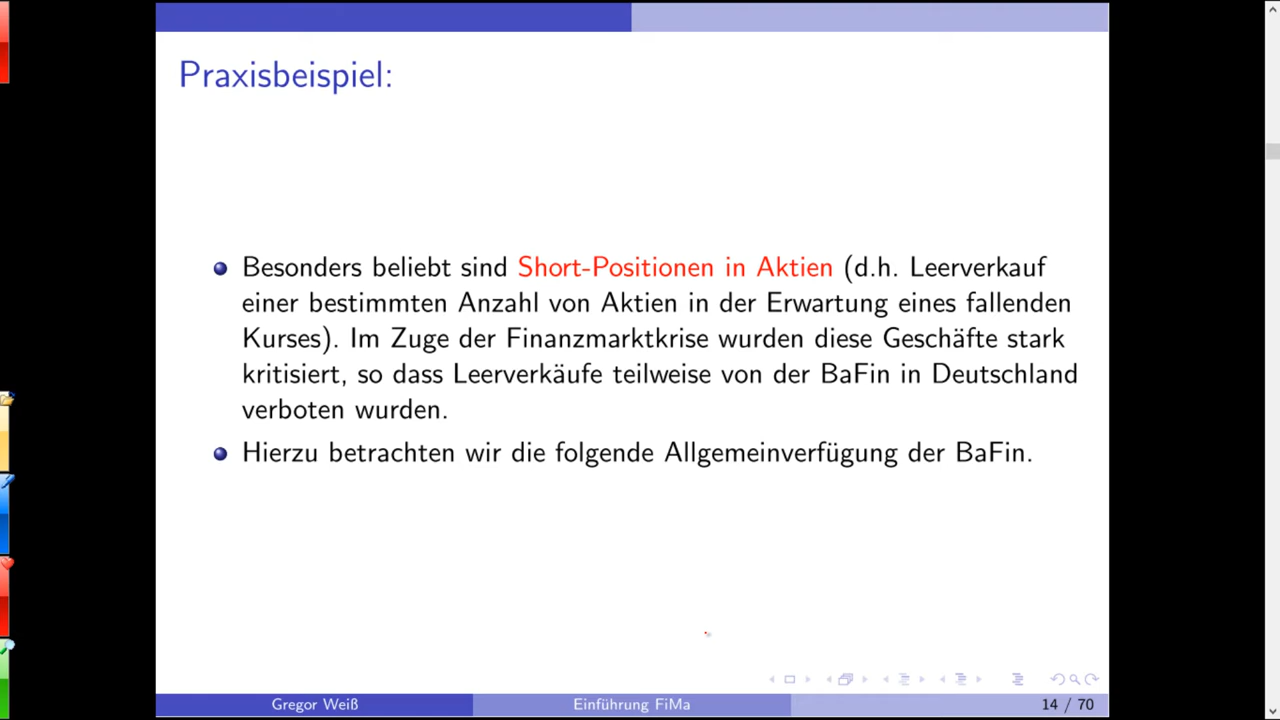 Praxisbeispiel:
Besonders beliebt sind Short-Positionen in Aktien (d.h. Leerverkauf
einer bestimmten Anzahl von Aktien in der Erwartung eines fallenden
Kurses). Im Zuge der Finanzmarktkrise wurden diese Geschäfte stark
kritisiert, so dass Leerverkäufe teilweise von der BaFin in Deutschland
verboten wurden.
Hierzu betrachten wir die folgende Allgemeinverfügung der BaFin.
Gregor Weiß Einführung FiMa 14 / 70